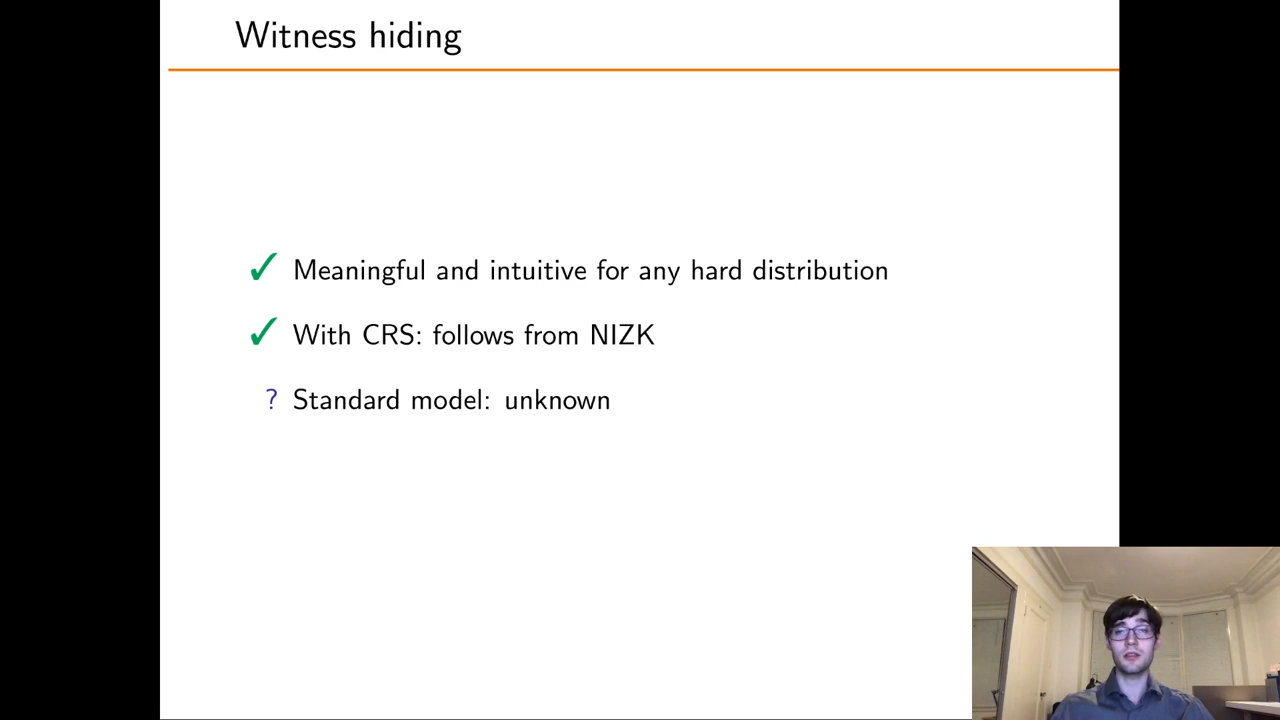 Witness hiding
✓ Meaningful and intuitive for any hard distribution
✓ With CRS: follows from NIZK
? Standard model: unknown